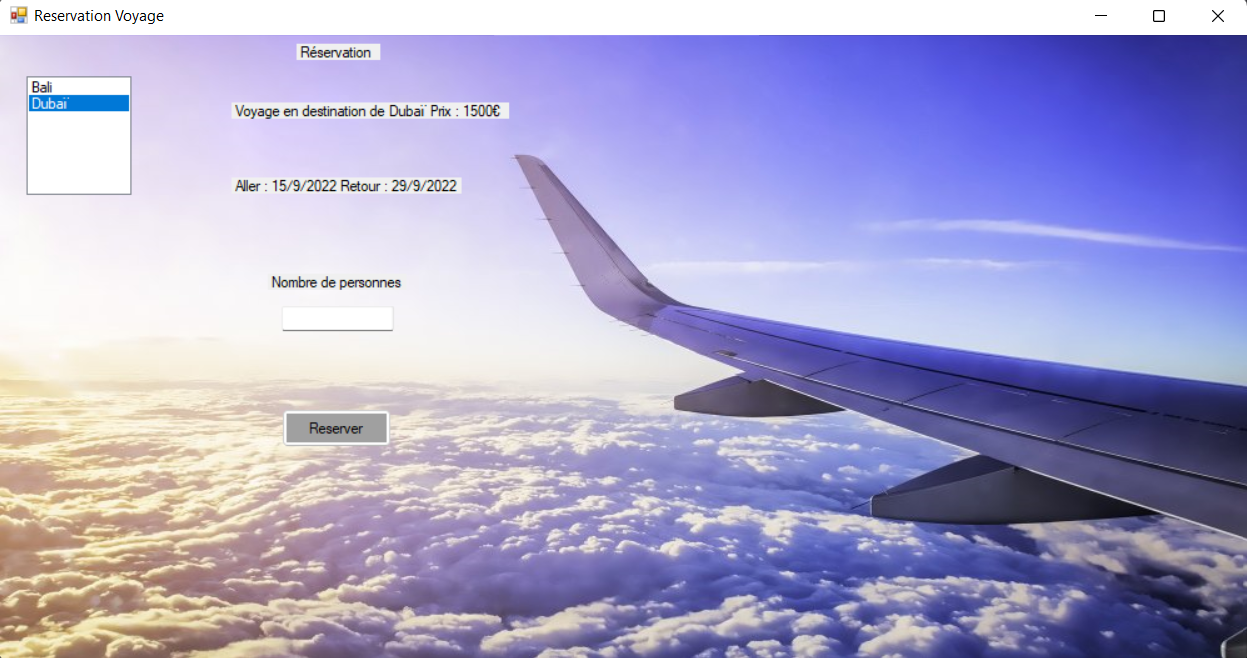 Reservation Voyage
Réservation
Bali
Dubaï
Voyage en destination de Dubaï Prix : 1500€
Aller : 15/9/2022 Retour : 29/9/2022
Nombre de personnes
Reserver